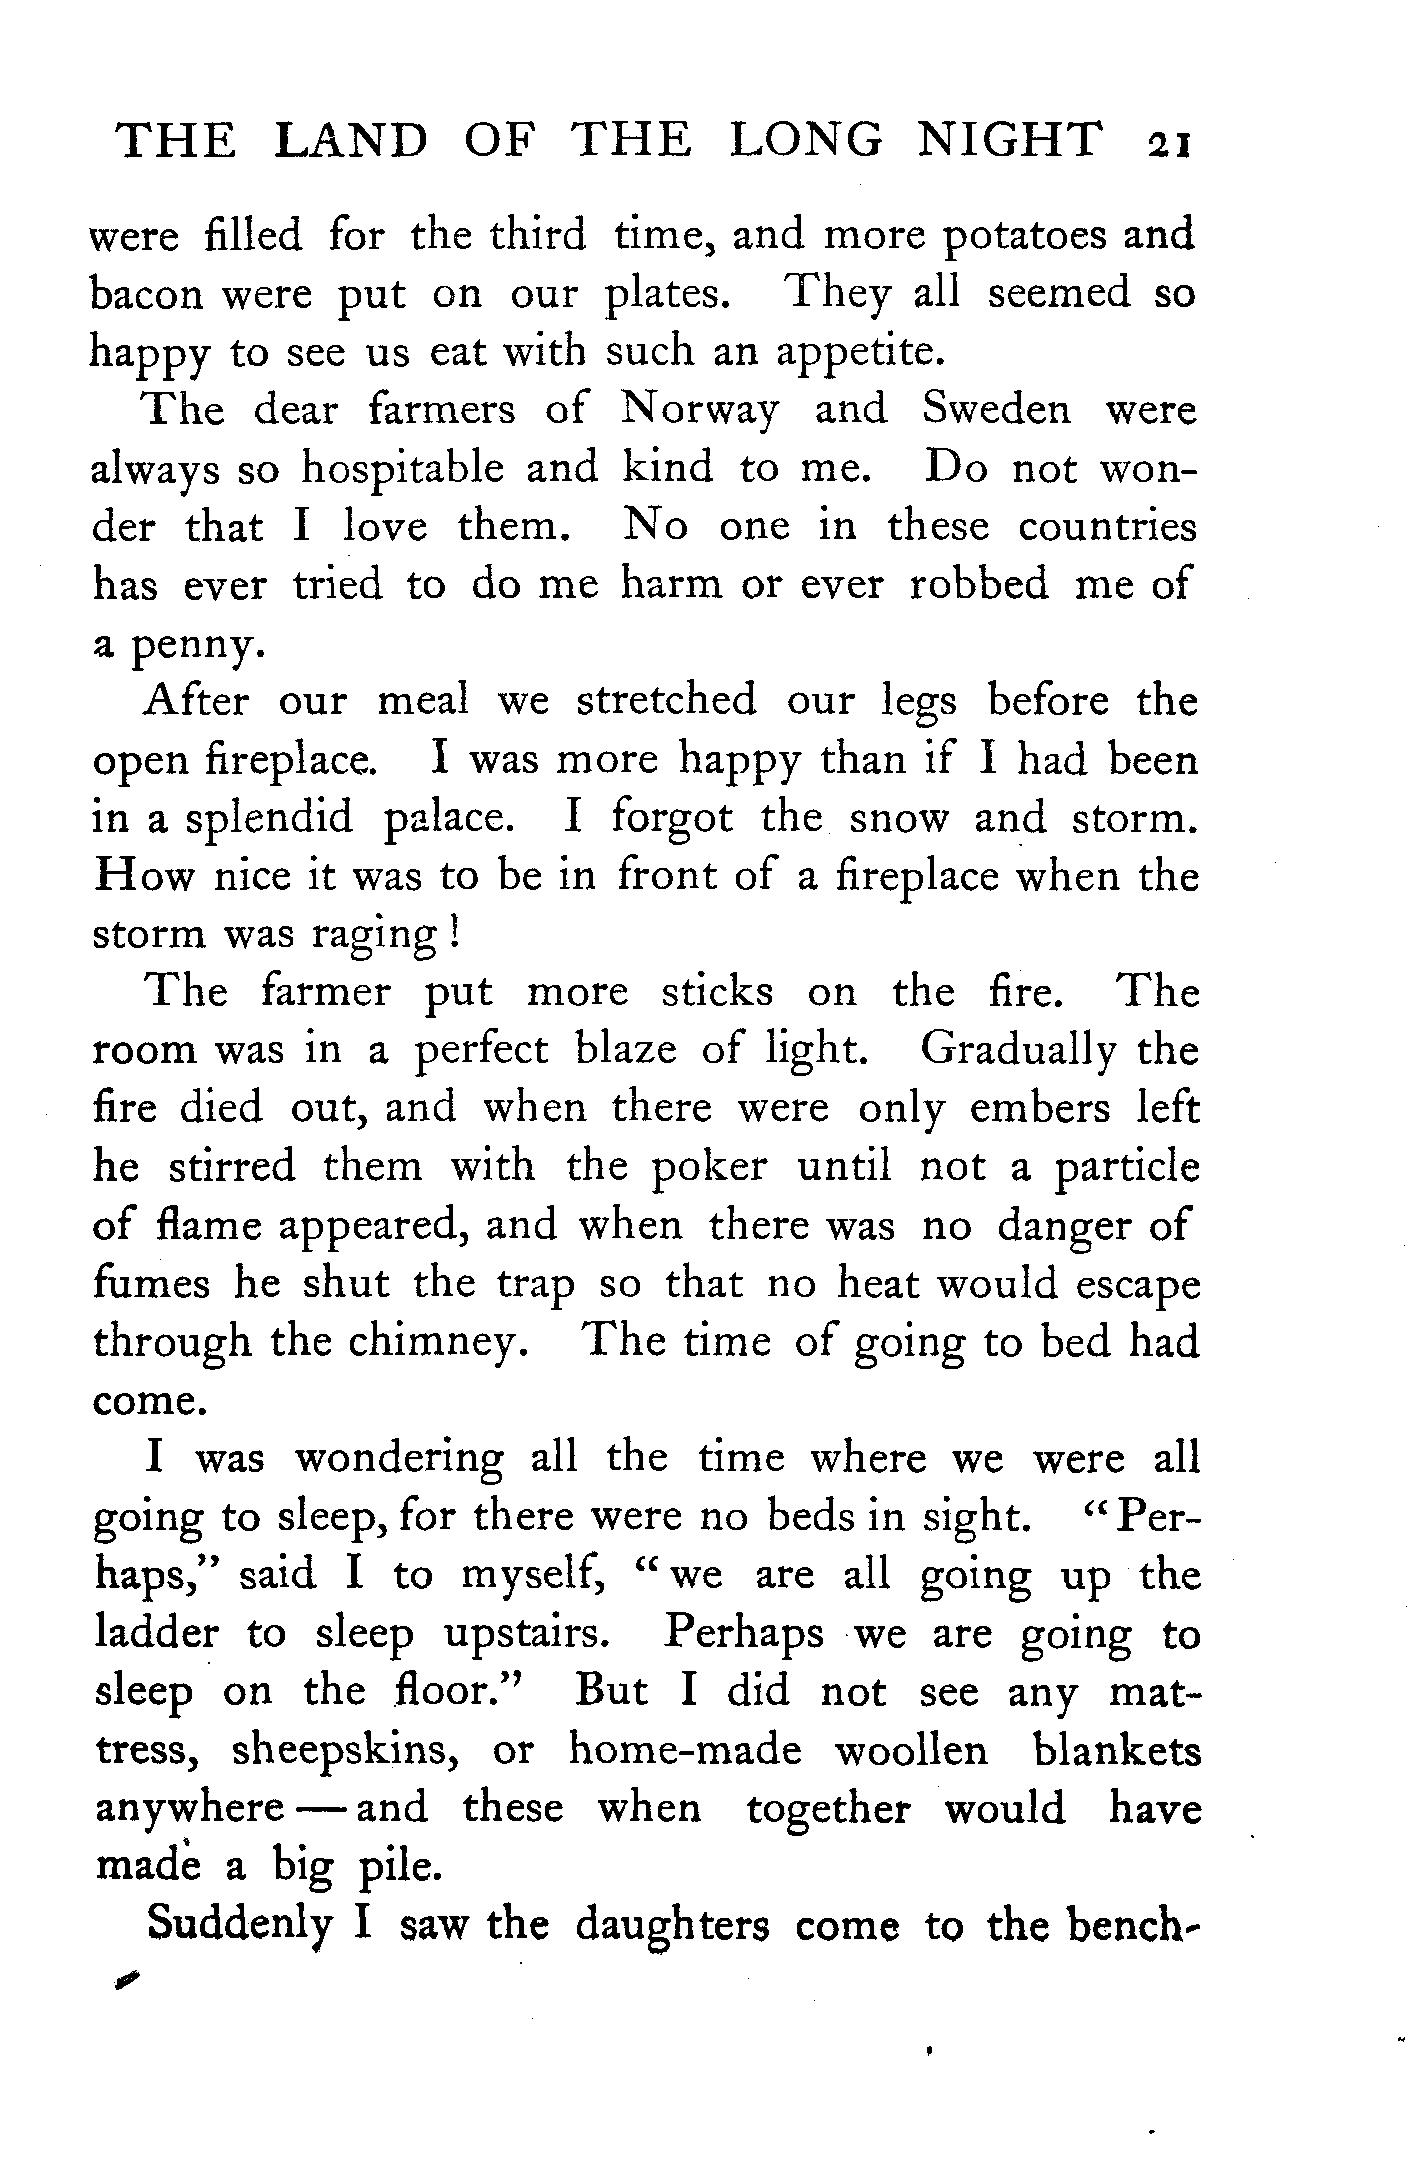 THE LAND OF THE LONG NIGHT 21
were filled for the third time, and more potatoes and
bacon were put on our plates. They all seemed so
happy to see us eat with such an appetite.
The dear farmers of Norway and Sweden were
always so hospitable and kind to me. Do not won-
der that I love them. No one in these countries
has ever tried to do me harm or ever robbed me of
a penny.
After our meal we stretched our legs before the
open fireplace. I was more happy than if I had been
in a splendid palace. I forgot the snow and storm.
How nice it was to be in front of a fireplace when the
storm was raging !
The farmer put more sticks on the fire. The
room was in a perfect blaze of light. Gradually the
fire died out, and when there were only embers left
he stirred them with the poker until not a particle
of flame appeared, and when there was no danger of
fumes he shut the trap so that no heat would escape
through the chimney. The time of going to bed had
come.
I was wondering all the time where we were all
going to sleep, for there were no beds in sight. “Per-
haps,” said I to myself, “we are all going up the
ladder to sleep upstairs. Perhaps we are going to
sleep on the floor.” But I did not see any mat-
tress, sheepskins, or home-made woollen blankets
anywhere — and these when together would have
made a big pile.
Suddenly I saw the daughters come to the bench-